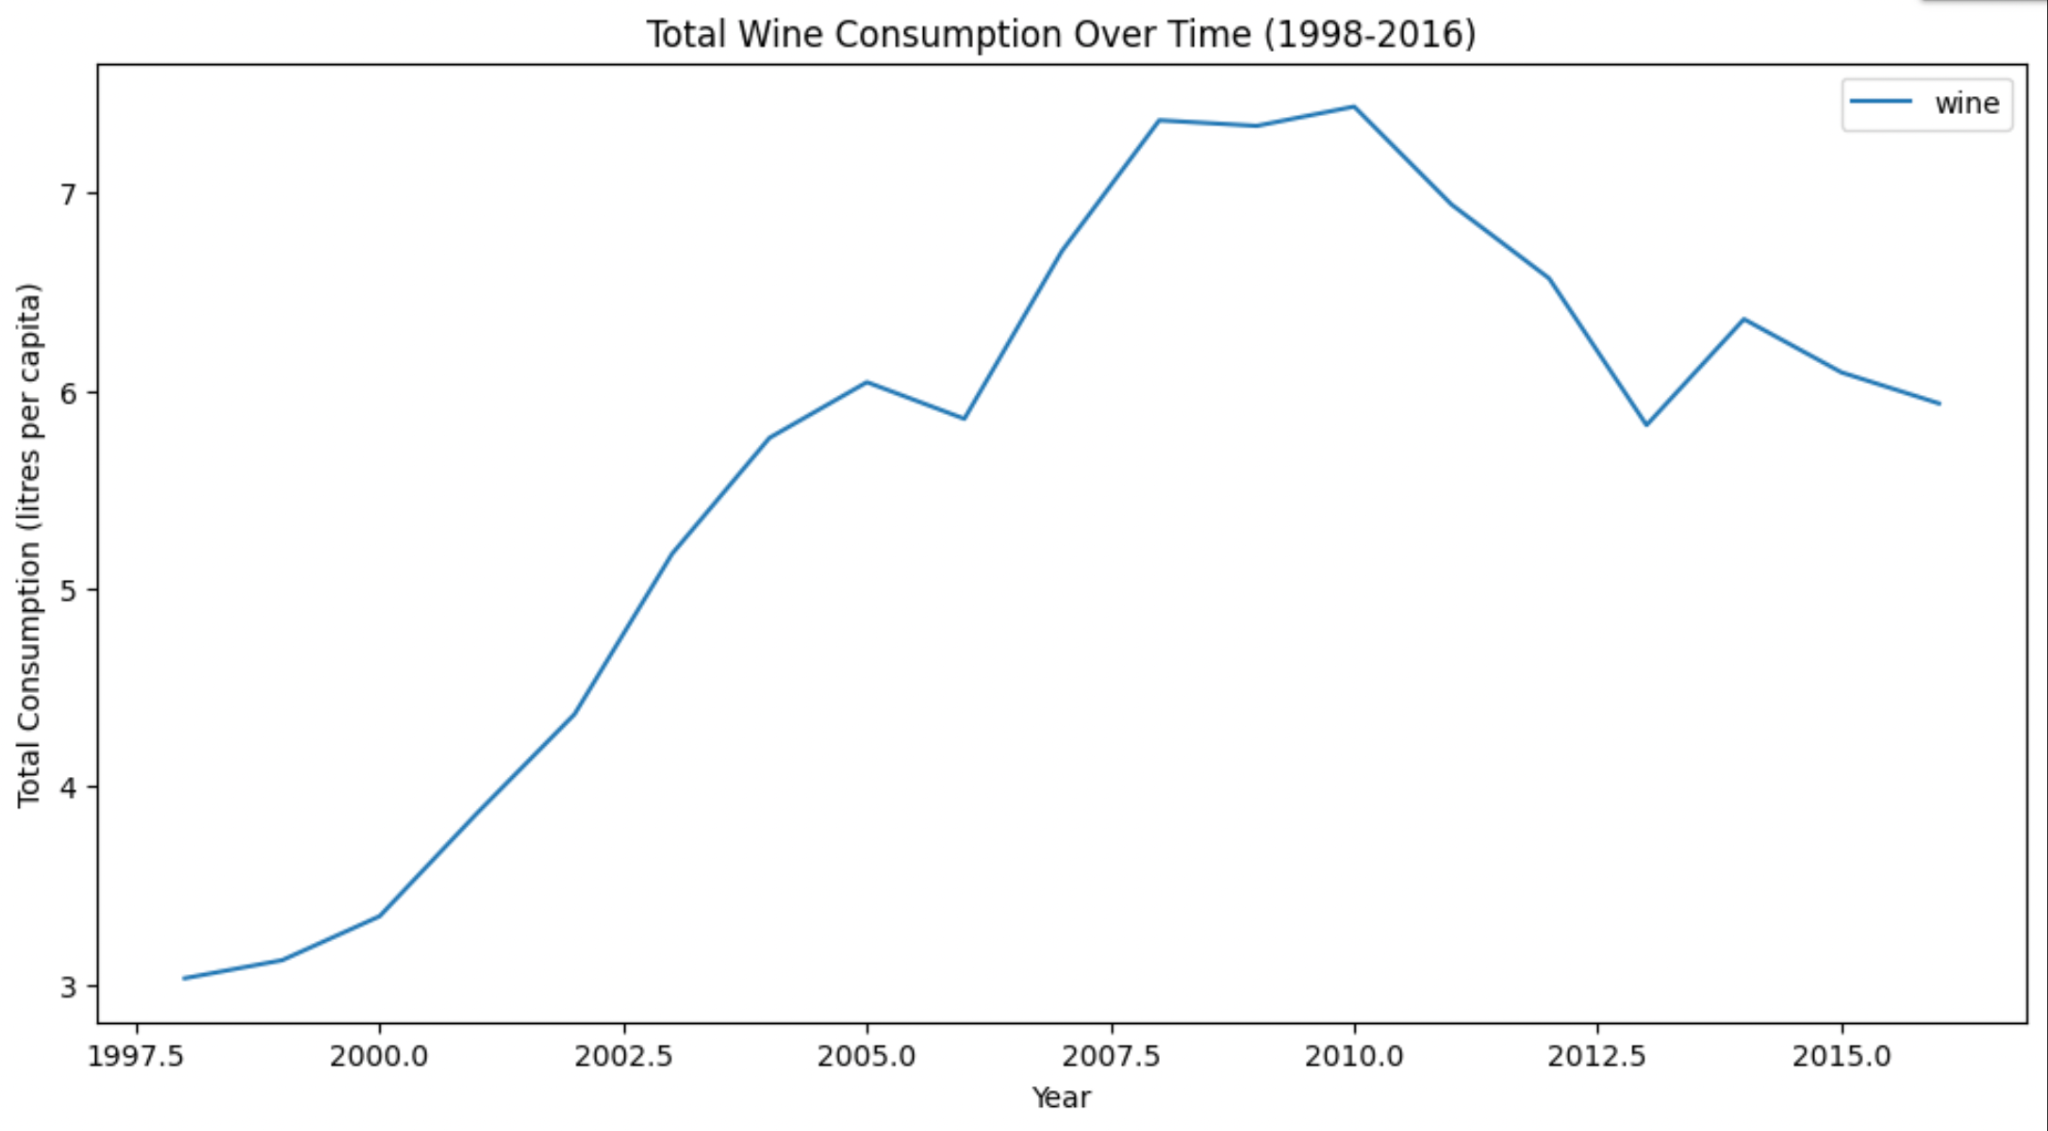 Total Wine Consumption Over Time (1998-2016)
wine
Total Consumption (litres per capita)
7
6
5
4
3
1997.5 2000.0 2002.5 2005.0 2007.5 2010.0 2012.5 2015.0
Year